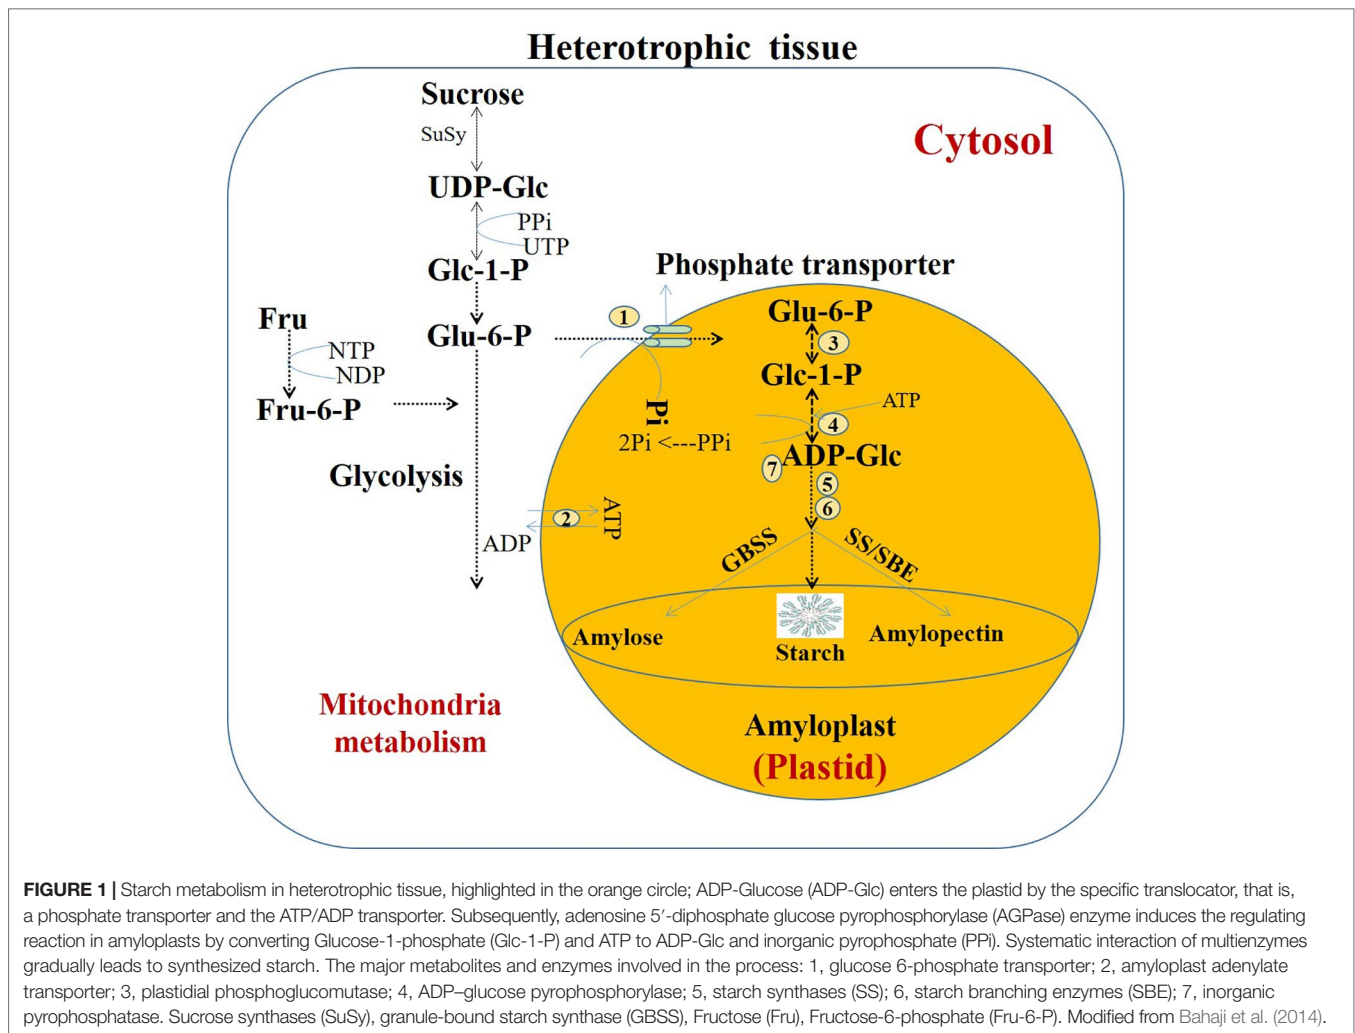 Heterotrophic tissue
Sucrose
Cytosol
SuSy
UDP-Glc
PPi
UTP
Glc-1-P
Phosphate transporter
Fru
1
Glu-6-P
Glu-6-P
3
NTP
NDP
Glc-1-P
Fru-6-P
Pi
ATP
4
2Pi <---PPi
ADP-Glc
7
5
6
Glycolysis
2
ATP
ADP
GBSS
SS/SBE
Amylose
Starch
Amylopectin
Mitochondria
metabolism
Amyloplast
(Plastid)
FIGURE 1 | Starch metabolism in heterotrophic tissue, highlighted in the orange circle; ADP-Glucose (ADP-Glc) enters the plastid by the specific translocator, that is,
a phosphate transporter and the ATP/ADP transporter. Subsequently, adenosine 5′-diphosphate glucose pyrophosphorylase (AGPase) enzyme induces the regulating
reaction in amyloplasts by converting Glucose-1-phosphate (Glc-1-P) and ATP to ADP-Glc and inorganic pyrophosphate (PPi). Systematic interaction of multienzymes
gradually leads to synthesized starch. The major metabolites and enzymes involved in the process: 1, glucose 6-phosphate transporter; 2, amyloplast adenylate
transporter; 3, plastidial phosphoglucomutase; 4, ADP–glucose pyrophosphorylase; 5, starch synthases (SS); 6, starch branching enzymes (SBE); 7, inorganic
pyrophosphatase. Sucrose synthases (SuSy), granule-bound starch synthase (GBSS), Fructose (Fru), Fructose-6-phosphate (Fru-6-P). Modified from Bahaji et al. (2014).